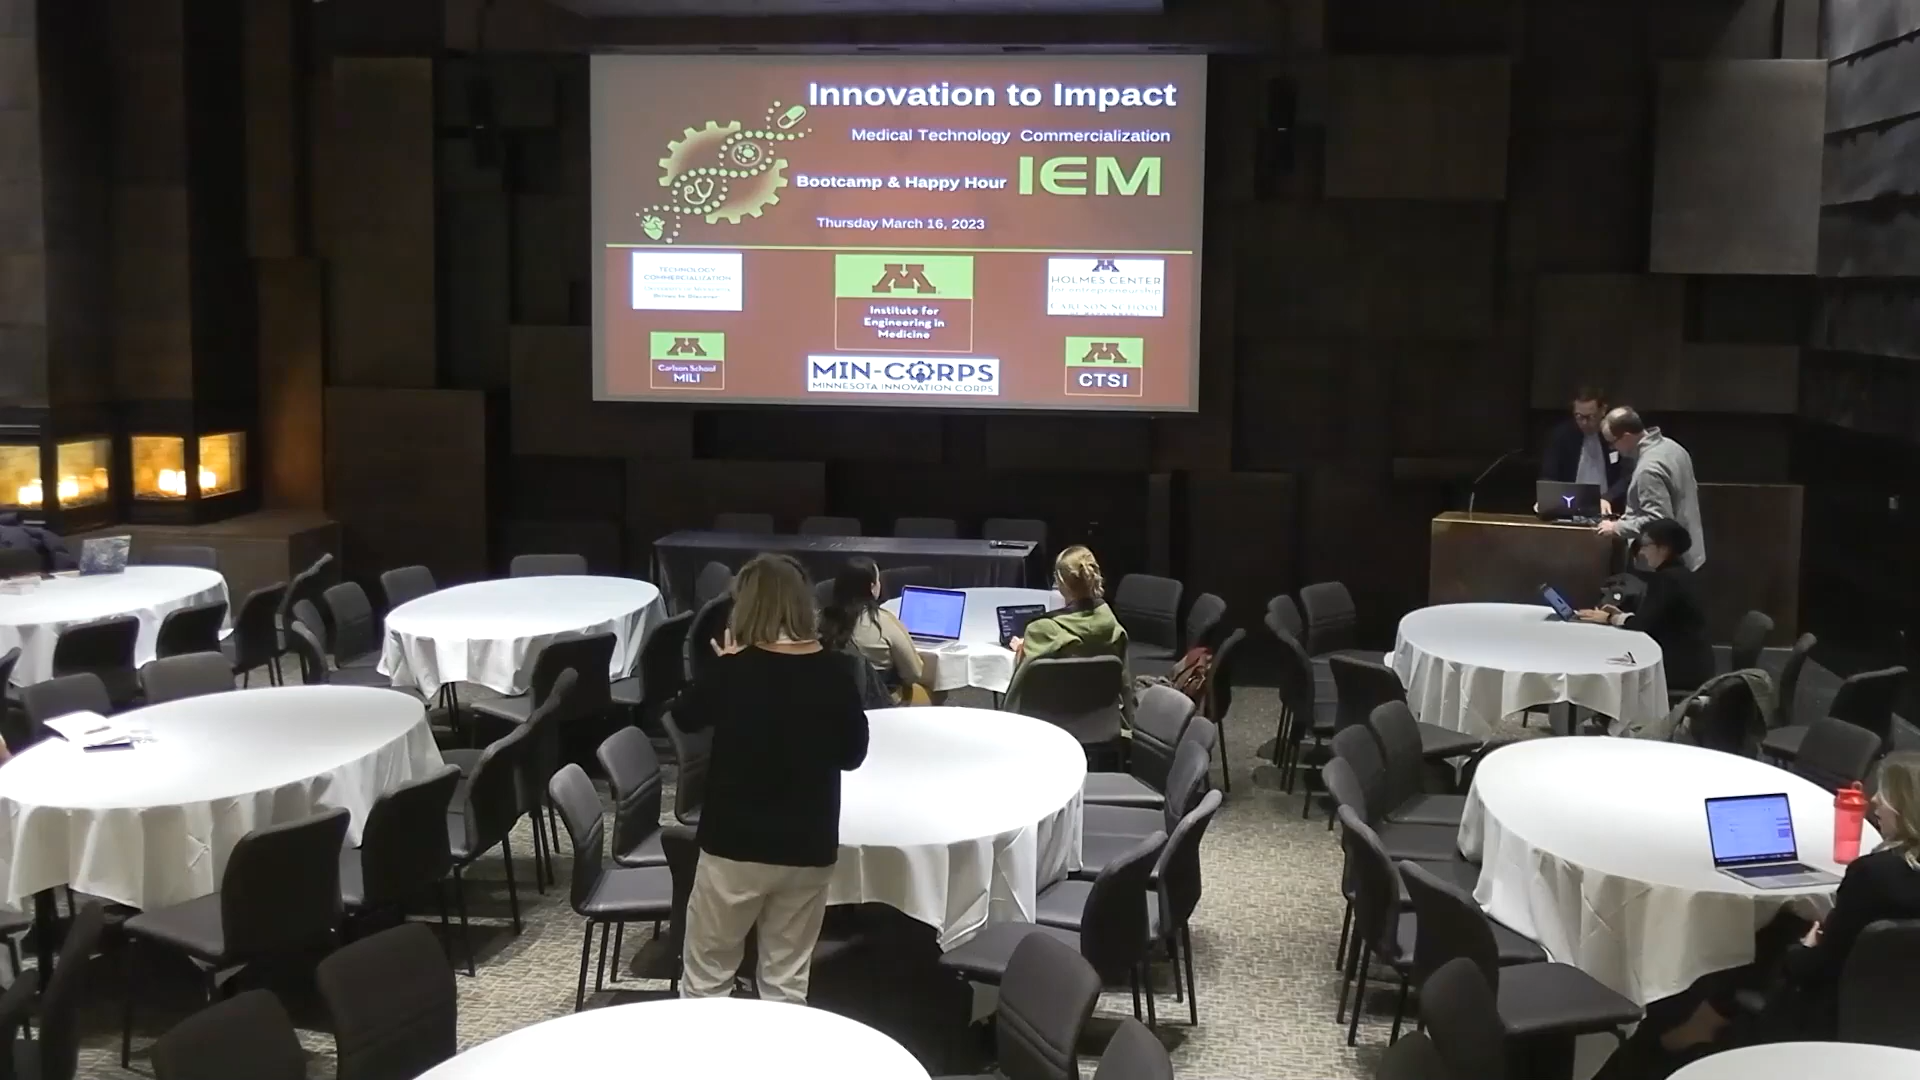 Innovation to Impact
Medical Technology Commercialization
Bootcamp & Happy Hour IEM
Thursday March 16, 2023
TECHNOLOGY
COMMERCIALIZATION
M
Institute for
Engineering in
Medicine
M
HOLMES CENTER
for entrepreneurship
CARLSON SCHOOL
M
Carlson School
MILI
MIN-CORPS
MINNESOTA INNOVATION CORPS
M
CTSI